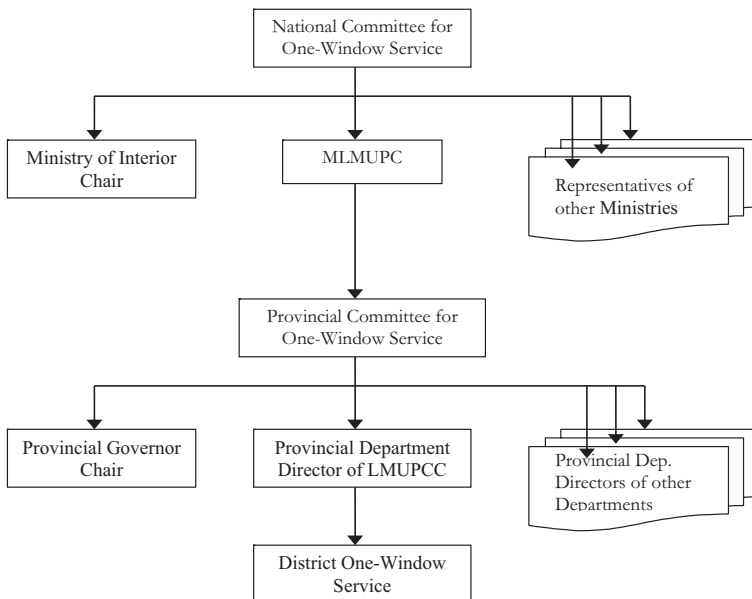 National Committee for
One-Window Service
Ministry of Interior
Chair
MLMUPC
Representatives of
other Ministries
Provincial Committee for
One-Window Service
Provincial Governor
Chair
Provincial Department
Director of LMUPCC
Provincial Dep.
Directors of other
Departments
District One-Window
Service